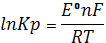 lnKp = E°nF / RT